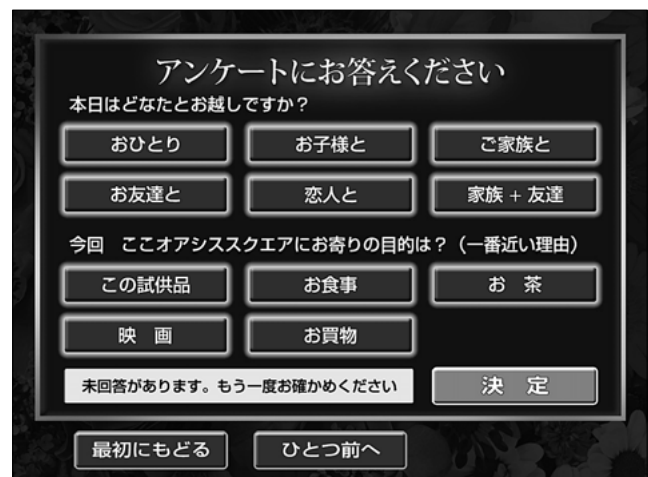 アンケートにお答えください
本日はどなたとお越しですか？
おひとり　お子様と　ご家族と
お友達と　恋人と　家族 + 友達
今回　ここオアシススクエアにお寄りの目的は？（一番近い理由）
この試供品　お食事　お　茶
映　画　お買物
未回答があります。もう一度お確かめください　決　定
最初にもどる　ひとつ前へ